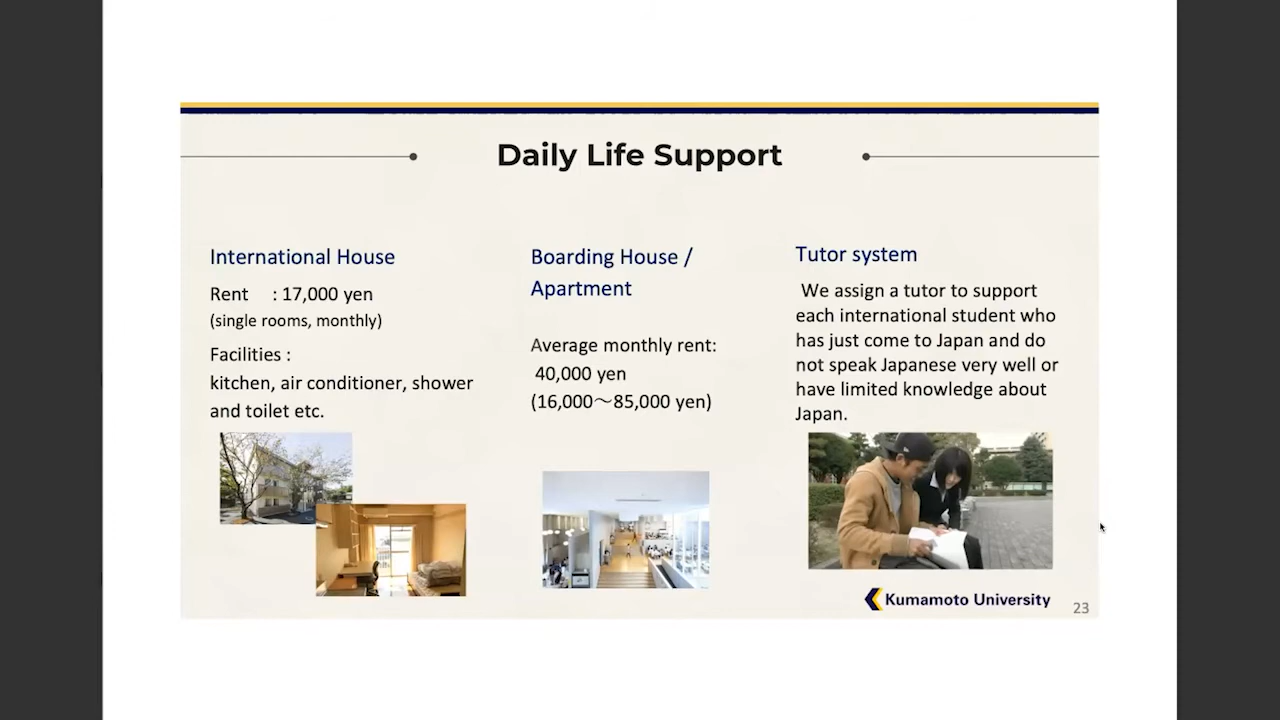 Daily Life Support
International House
Rent : 17,000 yen
(single rooms, monthly)
Facilities :
kitchen, air conditioner, shower
and toilet etc.
Boarding House /
Apartment
Average monthly rent:
40,000 yen
(16,000～85,000 yen)
Tutor system
We assign a tutor to support
each international student who
has just come to Japan and do
not speak Japanese very well or
have limited knowledge about
Japan.
Kumamoto University
23